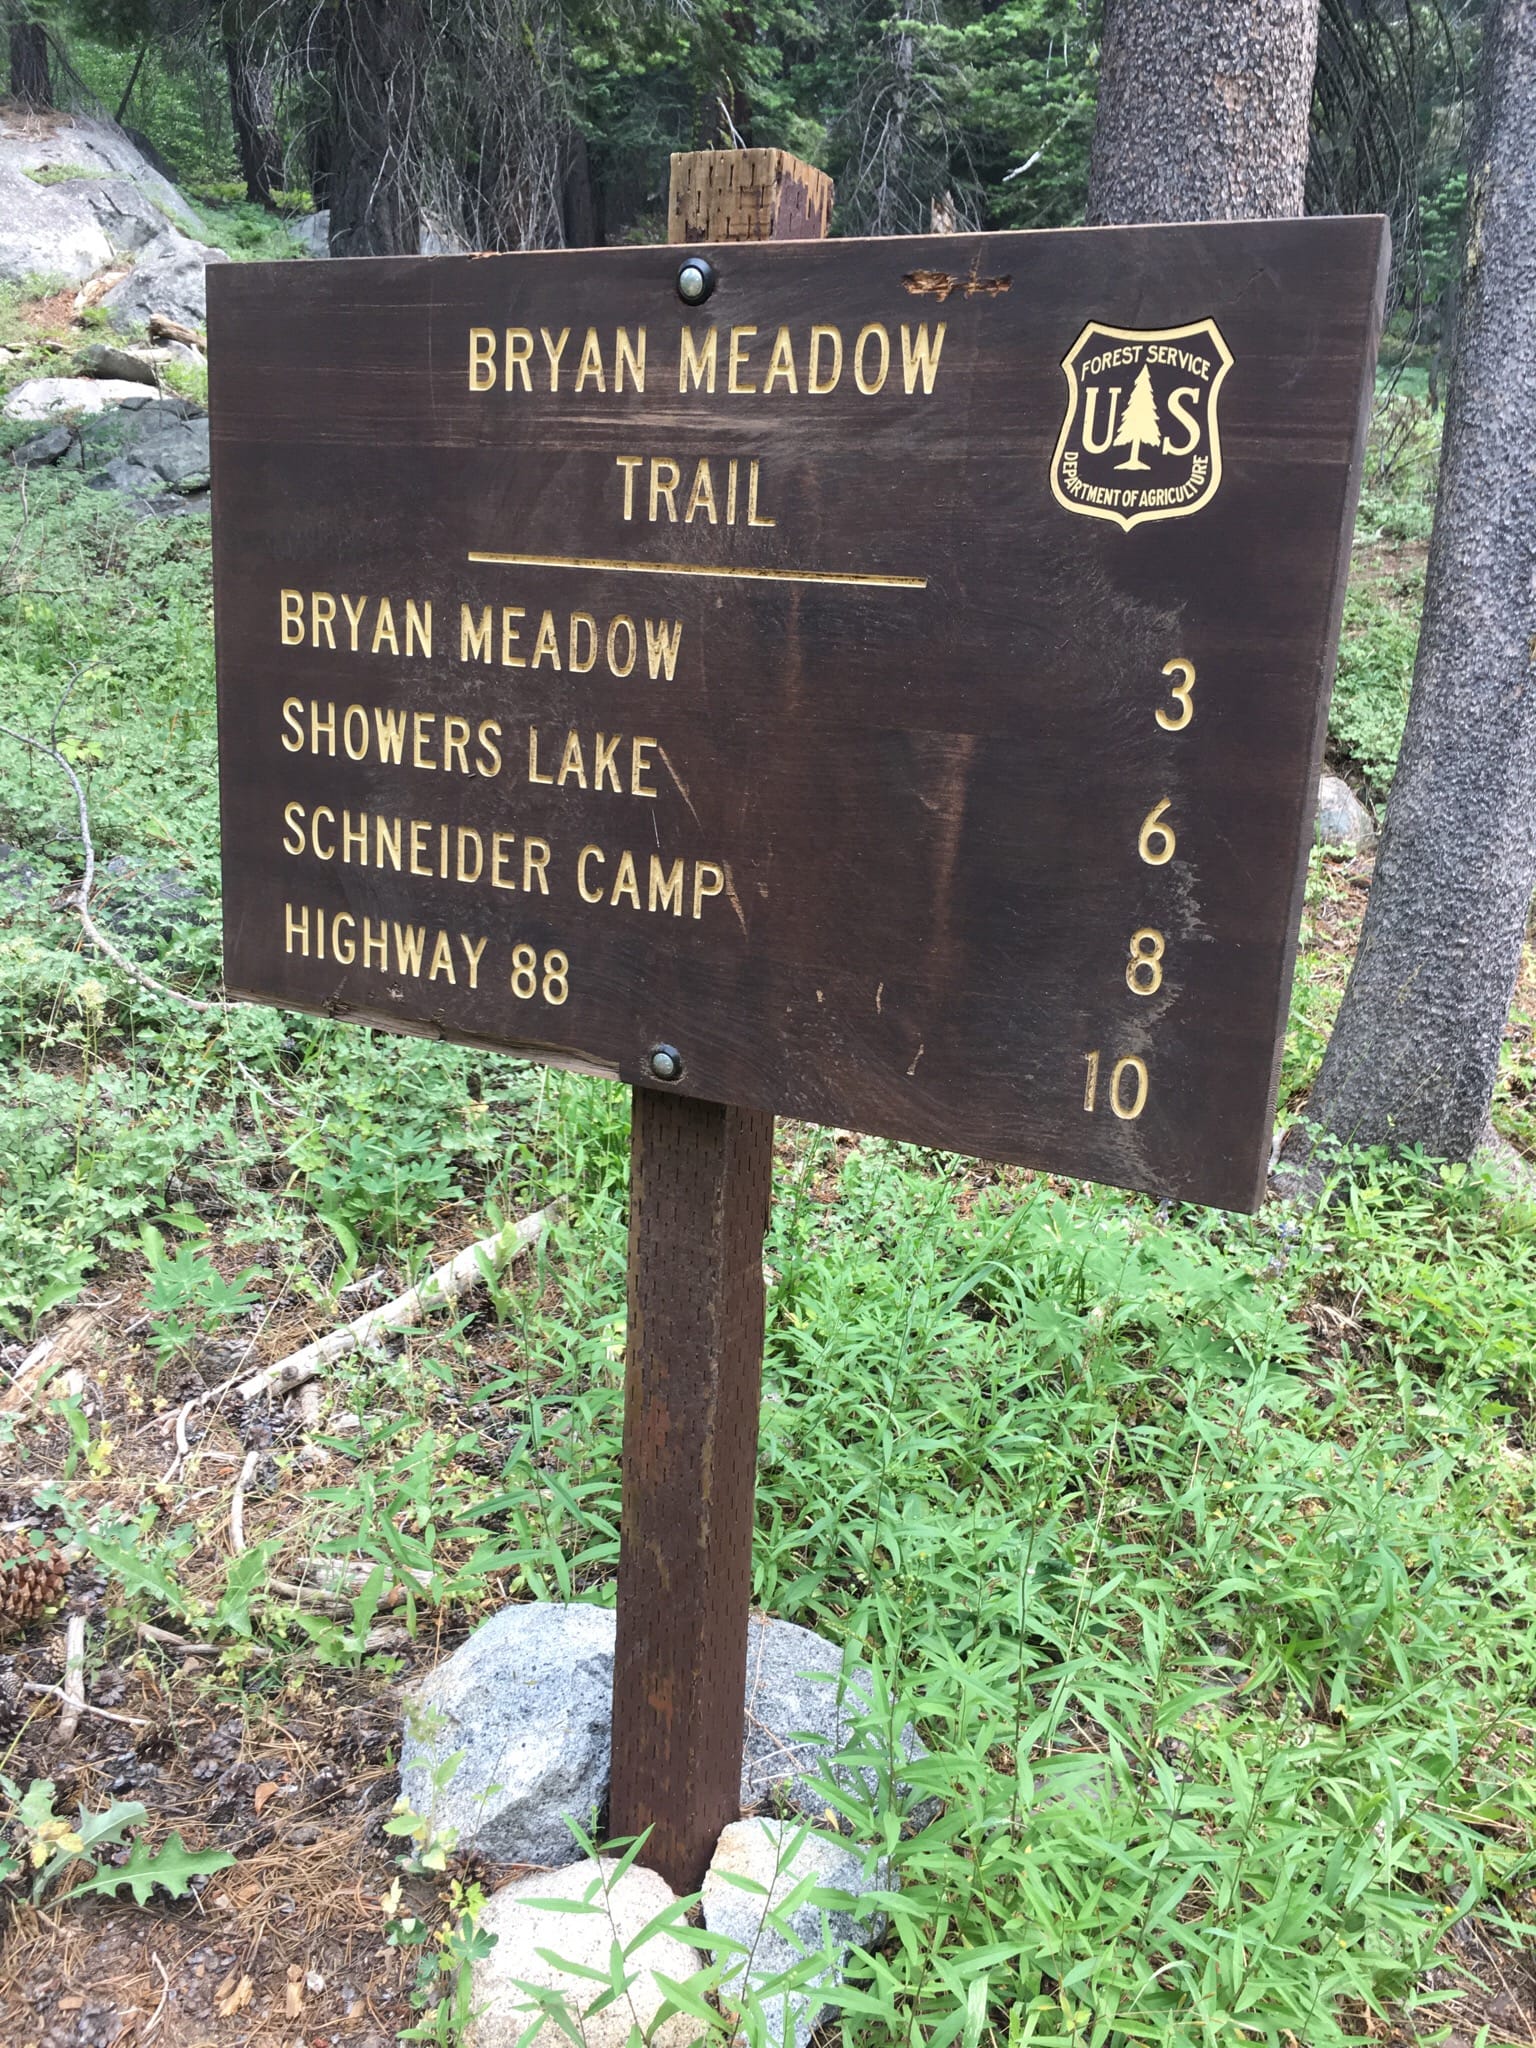 BRYAN MEADOW
TRAIL
FOREST SERVICE
U S
DEPARTMENT OF AGRICULTURE
BRYAN MEADOW 3
SHOWERS LAKE 6
SCHNEIDER CAMP 8
HIGHWAY 88 10